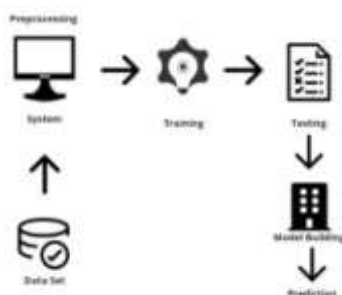 Preprocessing
System
Training
Testing
Data Set
Model Building
Prediction